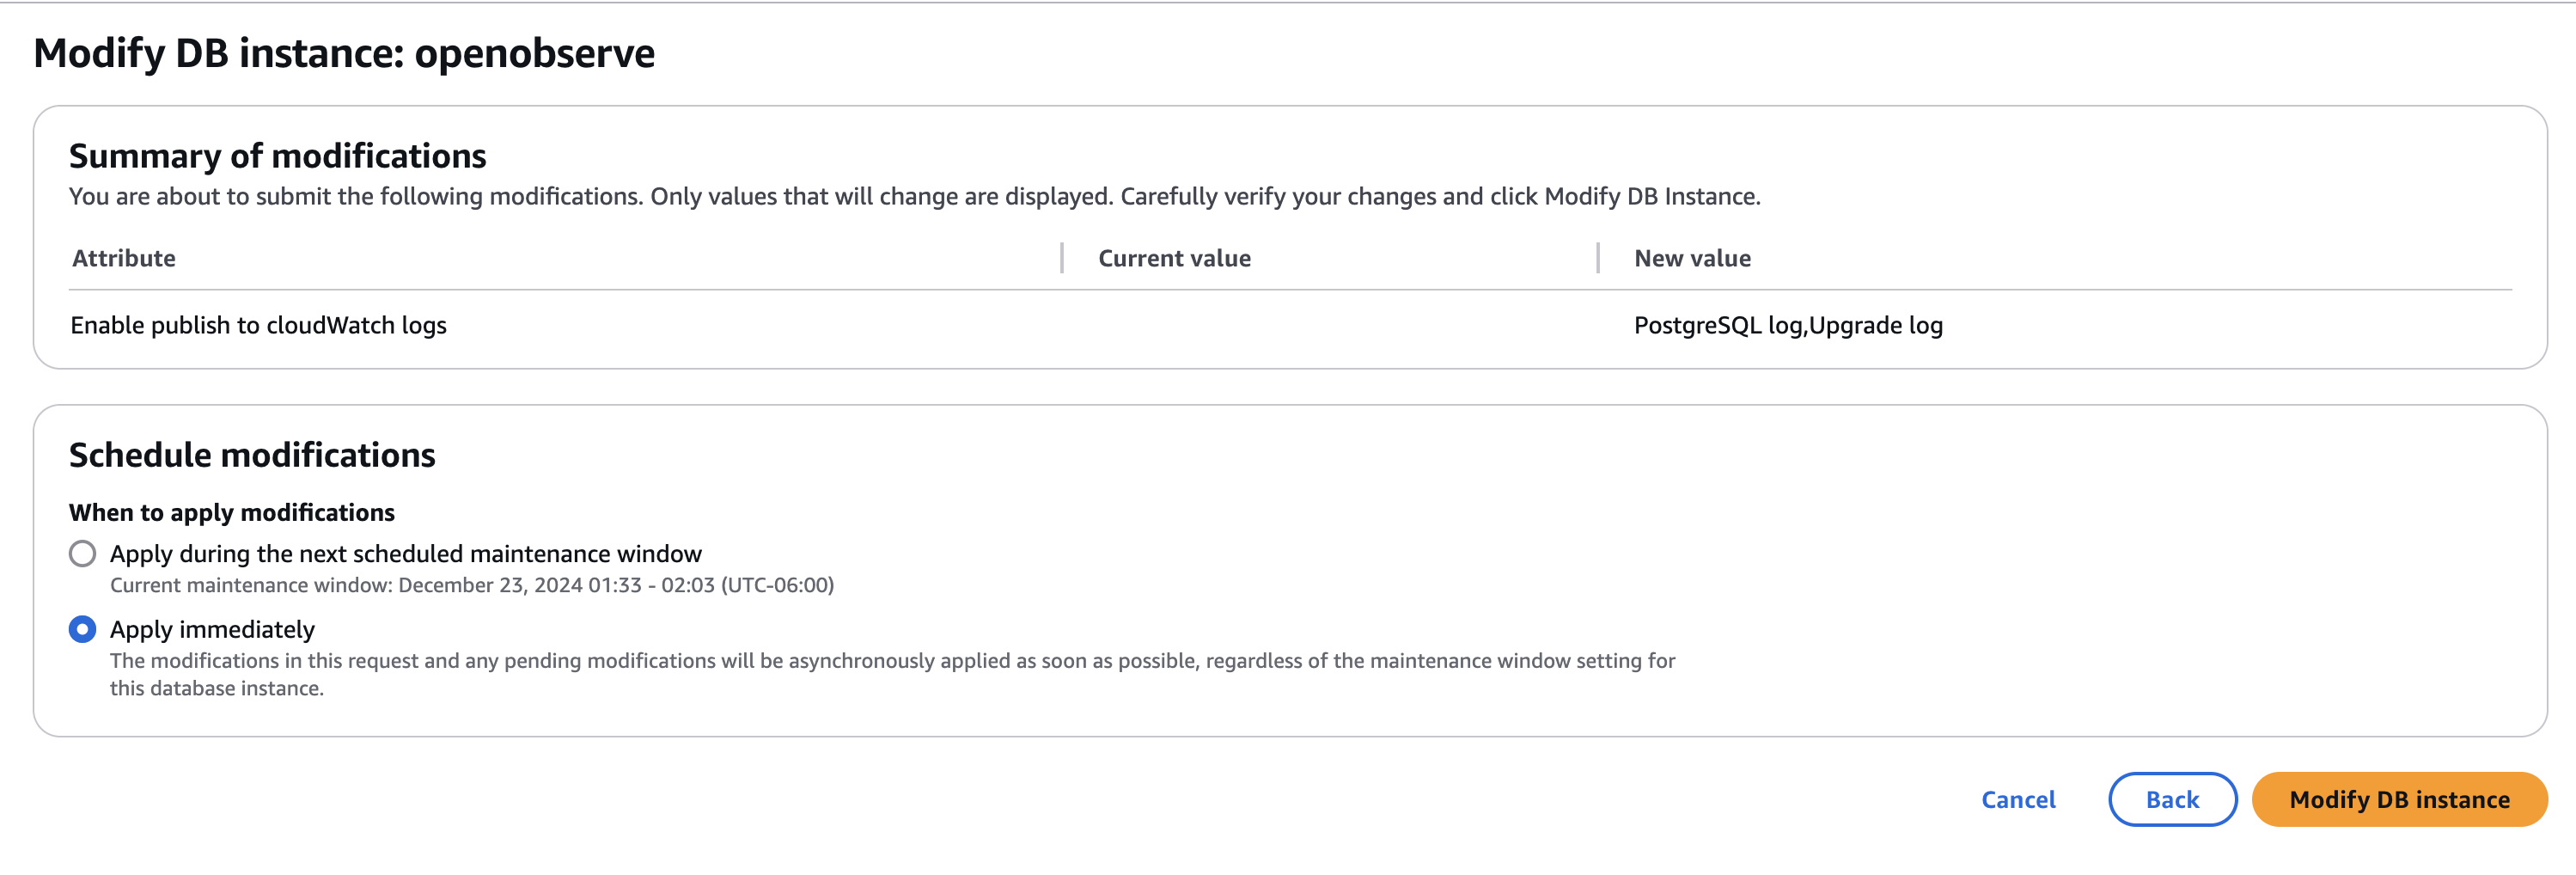 Modify DB instance: openobserve
Summary of modifications
You are about to submit the following modifications. Only values that will change are displayed. Carefully verify your changes and click Modify DB Instance.
Attribute Current value New value
Enable publish to cloudWatch logs PostgreSQL log,Upgrade log
Schedule modifications
When to apply modifications
Apply during the next scheduled maintenance window
Current maintenance window: December 23, 2024 01:33 - 02:03 (UTC-06:00)
Apply immediately
The modifications in this request and any pending modifications will be asynchronously applied as soon as possible, regardless of the maintenance window setting for
this database instance.
Cancel Back Modify DB instance